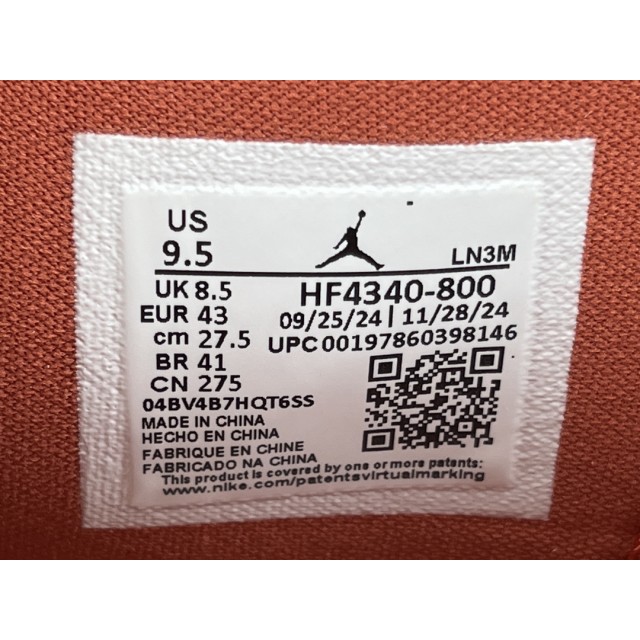 US
9.5
LN3M
UK 8.5
HF4340-800
EUR 43
09/25/24 | 11/28/24
cm 27.5
UPC 00197860398146
BR 41
CN 275
04BV4B7HQT6SS
MADE IN CHINA
HECHO EN CHINA
FABRIQUE EN CHINE
FABRICADO NA CHINA
This product is covered by one or more patents:
www.nike.com/patentsvirtualmarking